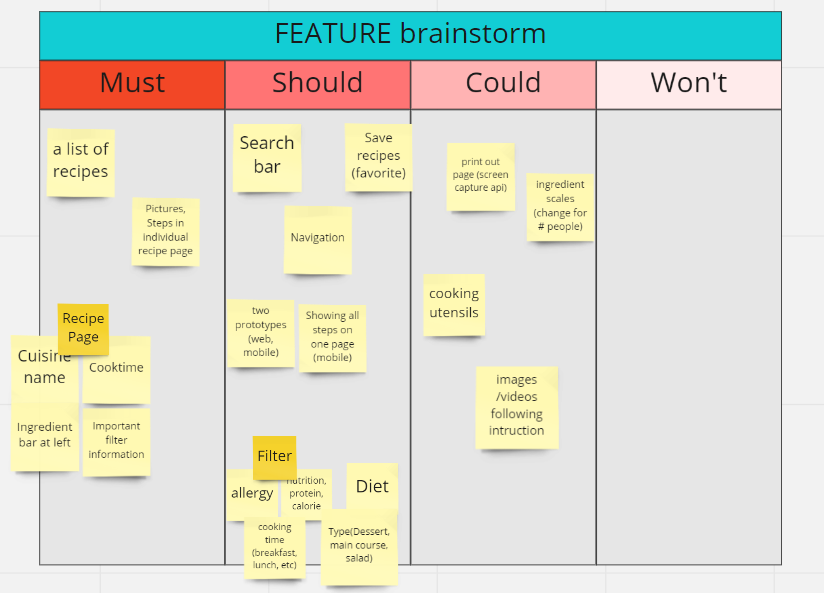 FEATURE brainstorm
Must
Should
Could
Won't
a list of
recipes
Pictures,
Steps in
individual
recipe page
Recipe
Page
Cuisine
name
Cooktime
Ingredient
bar at left
Important
filter
information
Search
bar
Save
recipes
(favorite)
Navigation
two
prototypes
(web,
mobile)
Showing all
steps on
one page
(mobile)
Filter
allergy
nutrition,
protein,
calorie
Diet
cooking
time
(breakfast,
lunch, etc)
Type(Dessert,
main course,
salad)
print out
page (screen
capture api)
ingredient
scales
(change for
# people)
cooking
utensils
images
/videos
following
intruction